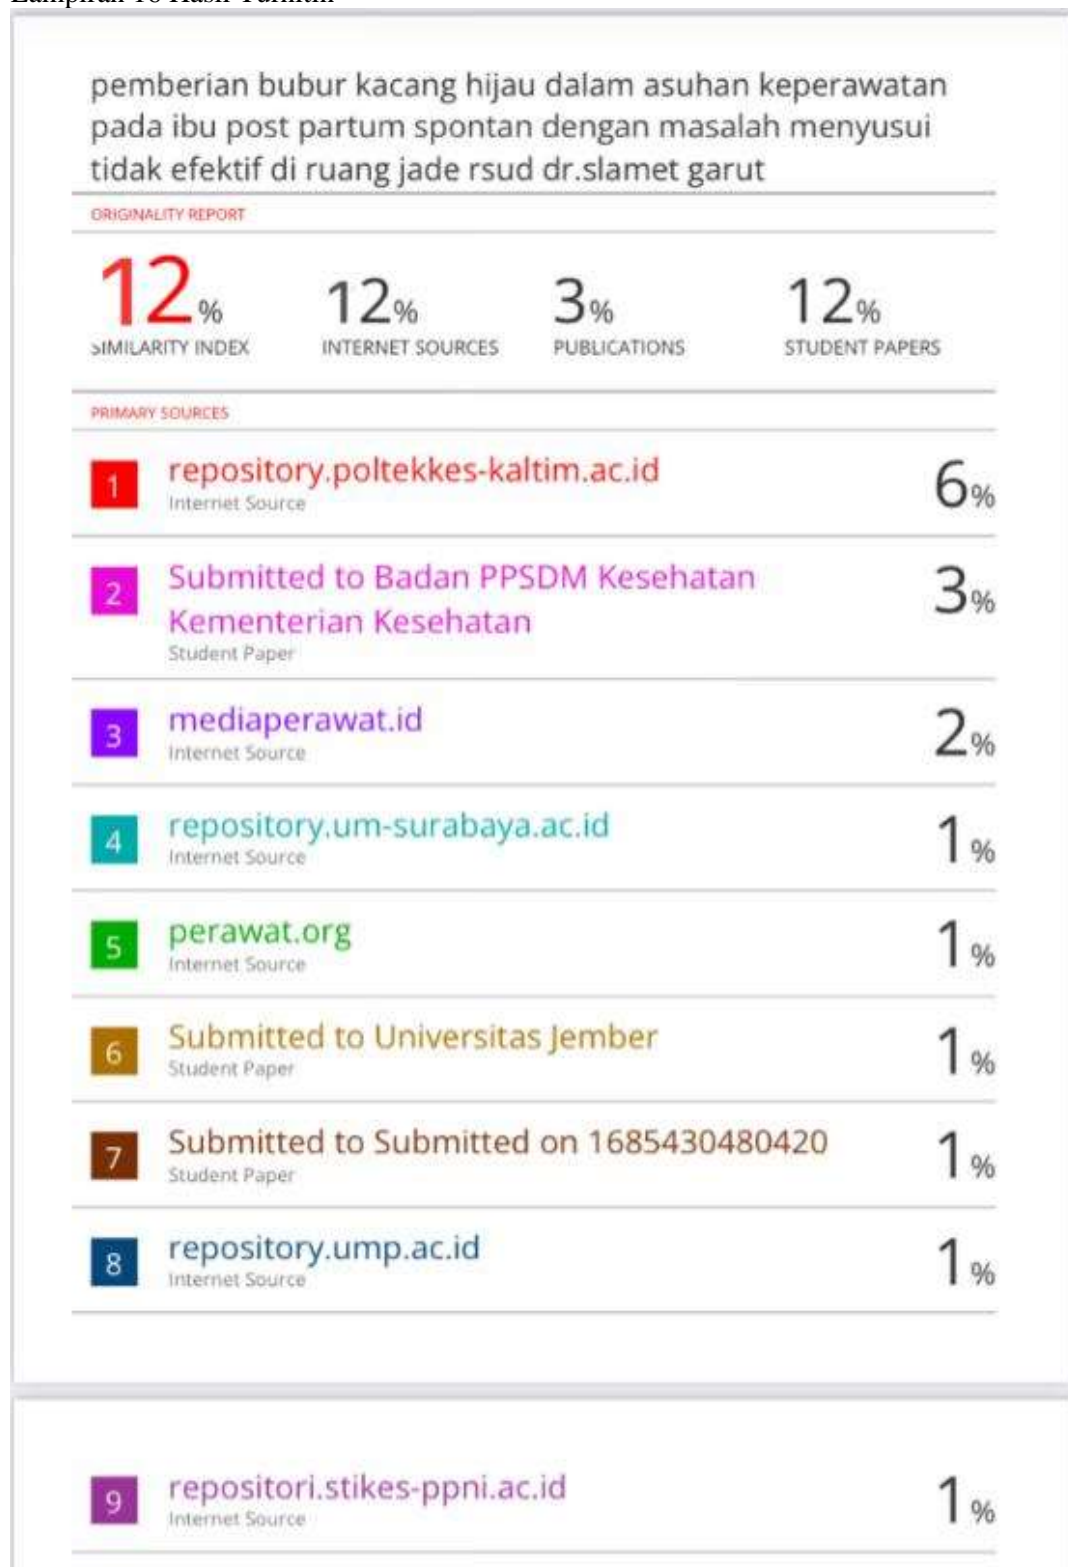 Lampiran 16 Hasil Turnitin
pemberian bubur kacang hijau dalam asuhan keperawatan
pada ibu post partum spontan dengan masalah menyusui
tidak efektif di ruang jade rsud dr.slamet garut
ORIGINALITY REPORT
12% 12% 3% 12%
SIMILARITY INDEX INTERNET SOURCES PUBLICATIONS STUDENT PAPERS
PRIMARY SOURCES
1 repository.poltekkes-kaltim.ac.id 6%
Internet Source
2 Submitted to Badan PPSDM Kesehatan 3%
Kementerian Kesehatan
Student Paper
3 mediaperawat.id 2%
Internet Source
4 repository.um-surabaya.ac.id 1%
Internet Source
5 perawat.org 1%
Internet Source
6 Submitted to Universitas Jember 1%
Student Paper
7 Submitted to Submitted on 1685430480420 1%
Student Paper
8 repository.ump.ac.id 1%
Internet Source
9 repositori.stikes-ppni.ac.id 1%
Internet Source